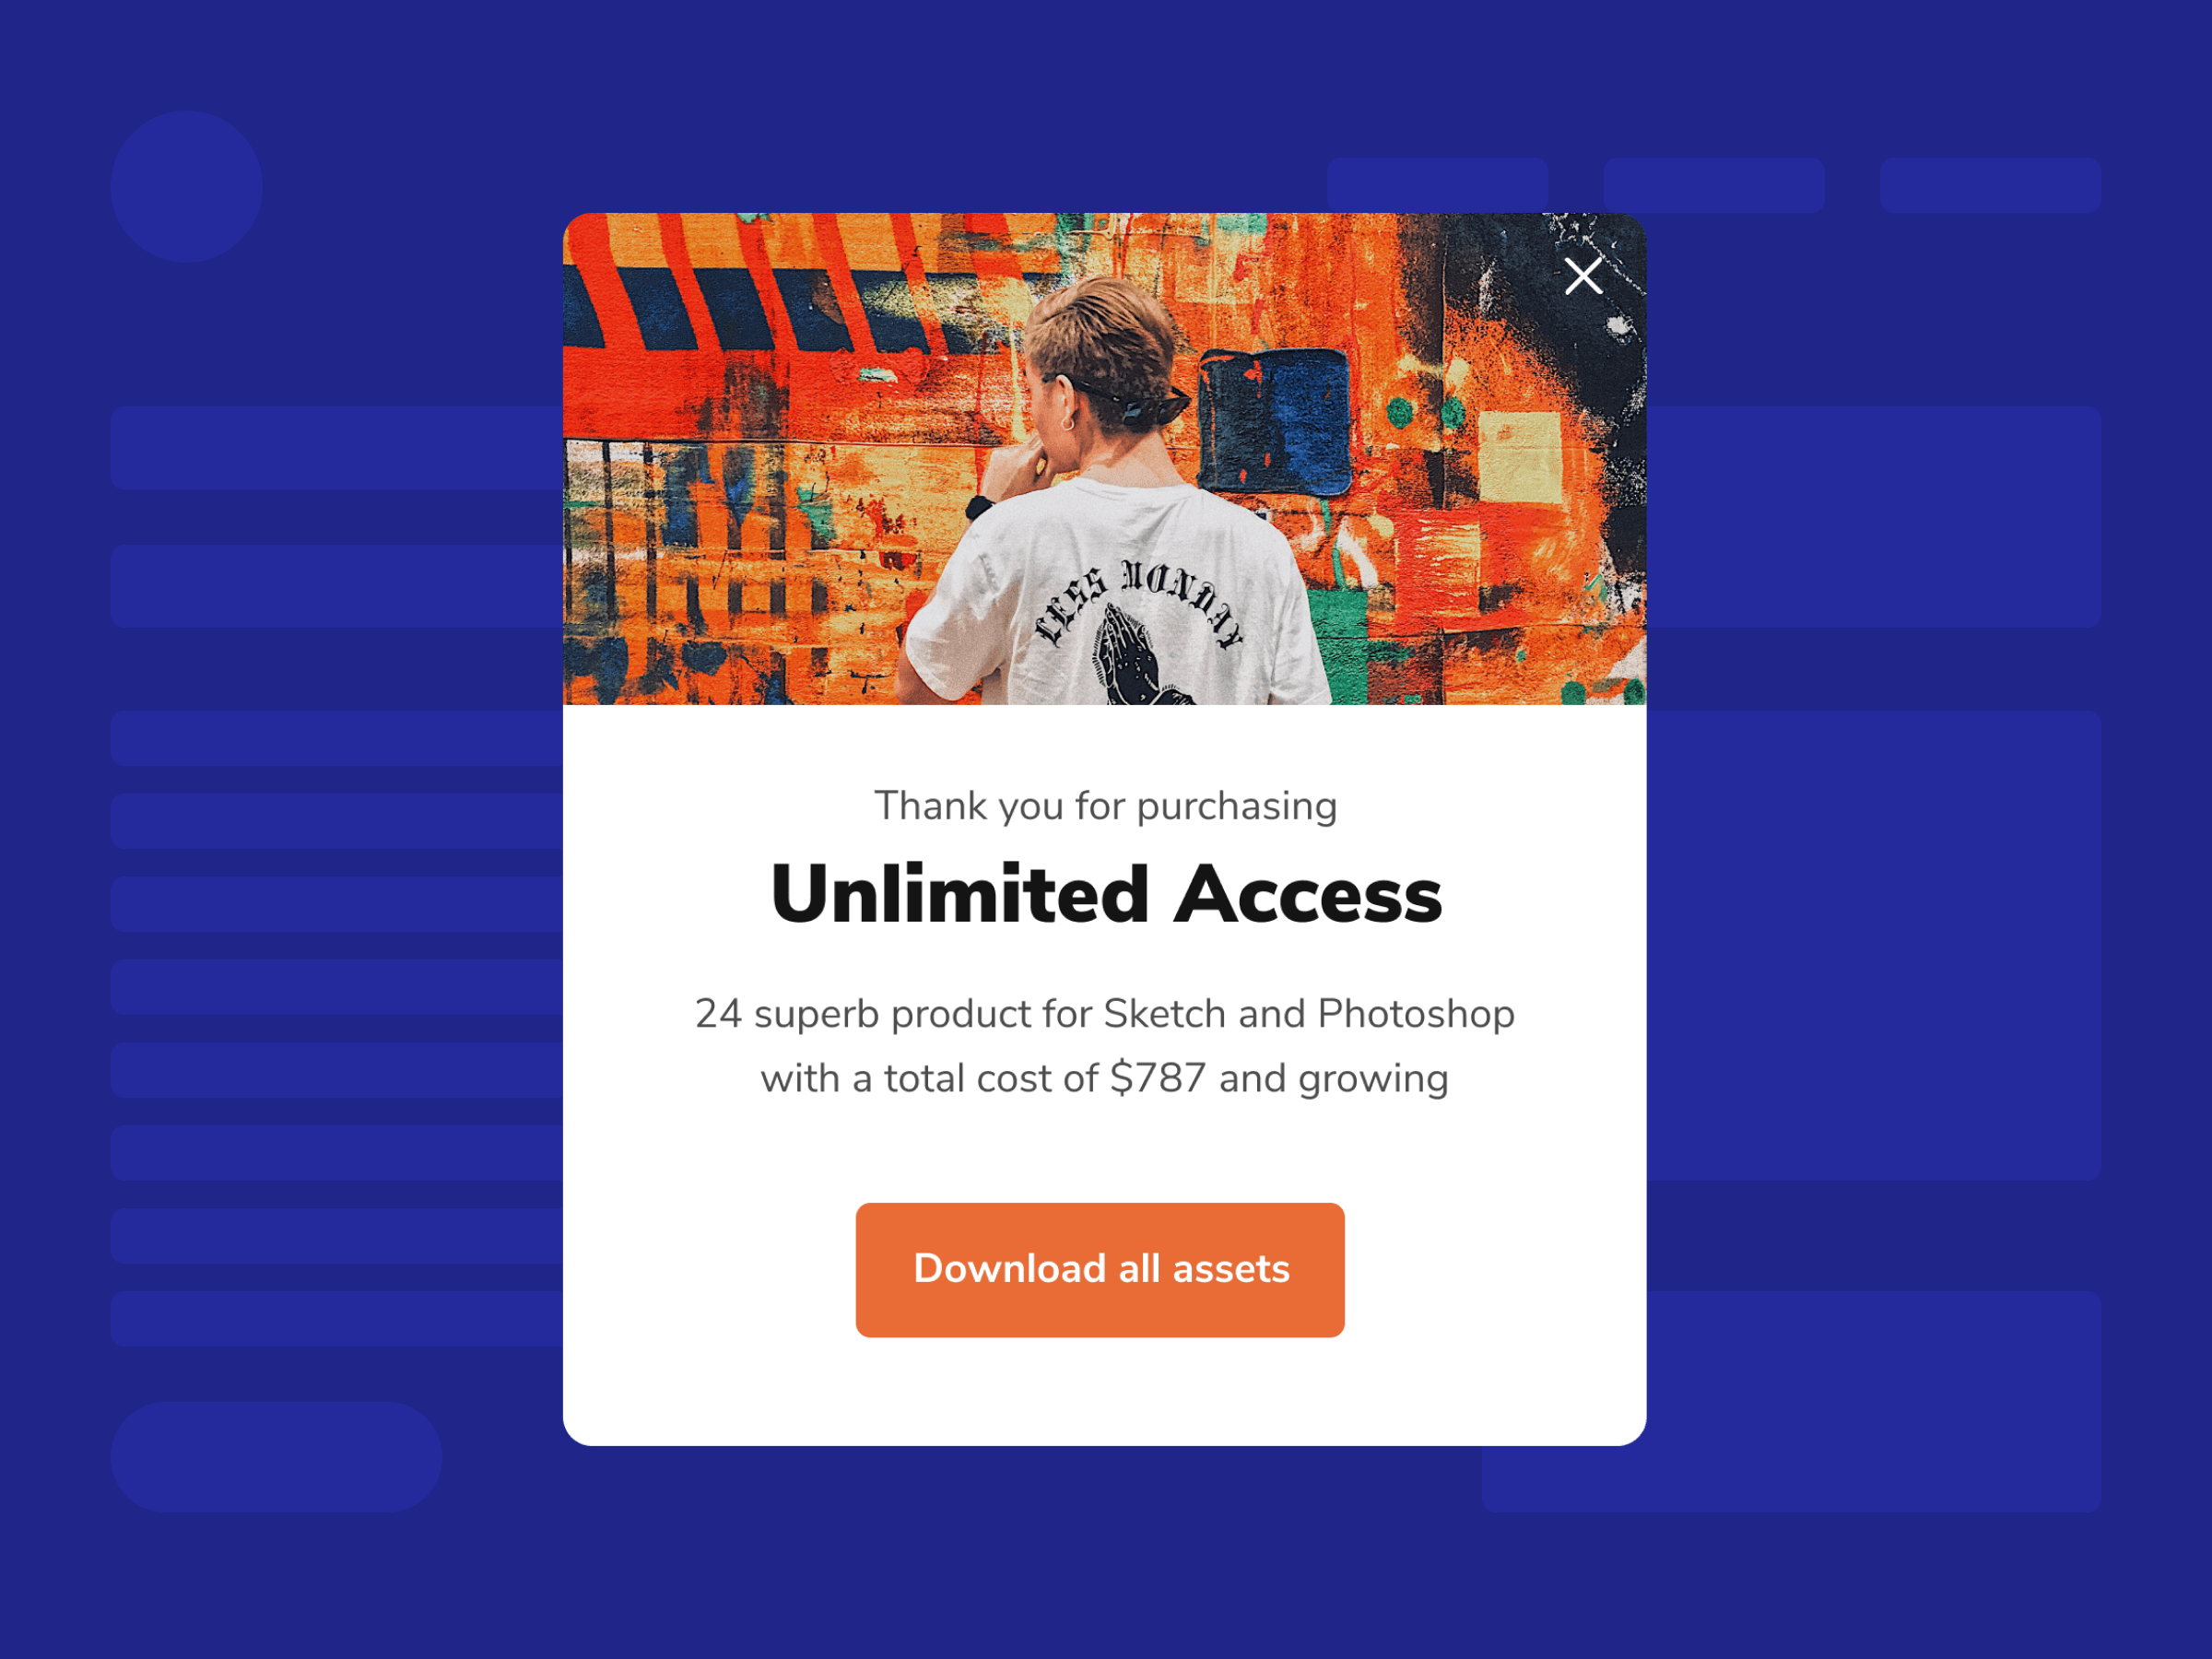 LESS MONDAY
Thank you for purchasing
Unlimited Access
24 superb product for Sketch and Photoshop
with a total cost of $787 and growing
Download all assets